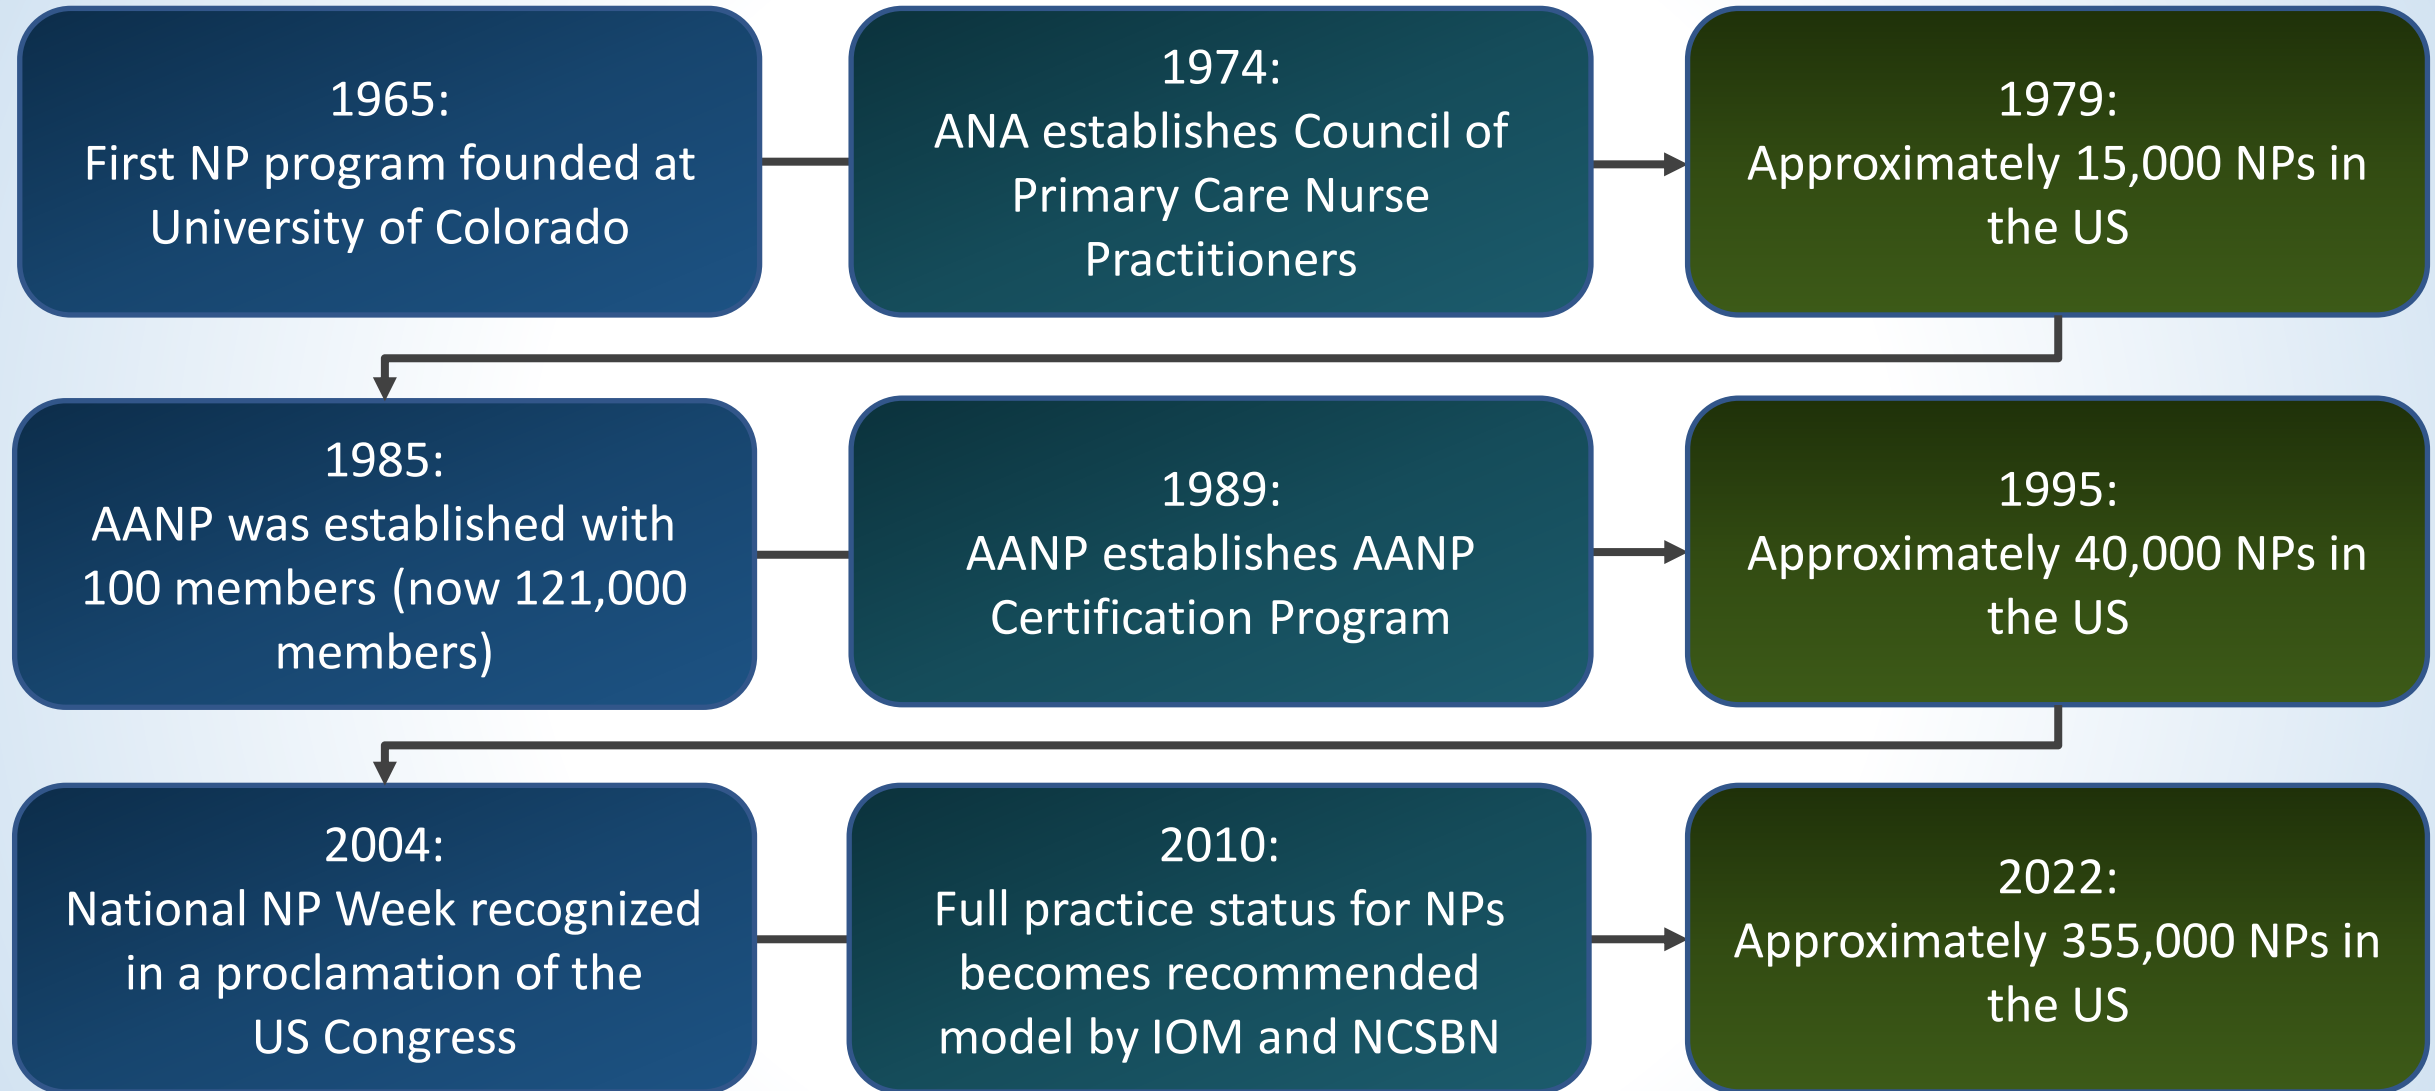 1965:
First NP program founded at
University of Colorado
1974:
ANA establishes Council of
Primary Care Nurse
Practitioners
1979:
Approximately 15,000 NPs in
the US
1985:
AANP was established with
100 members (now 121,000
members)
1989:
AANP establishes AANP
Certification Program
1995:
Approximately 40,000 NPs in
the US
2004:
National NP Week recognized
in a proclamation of the
US Congress
2010:
Full practice status for NPs
becomes recommended
model by IOM and NCSBN
2022:
Approximately 355,000 NPs in
the US